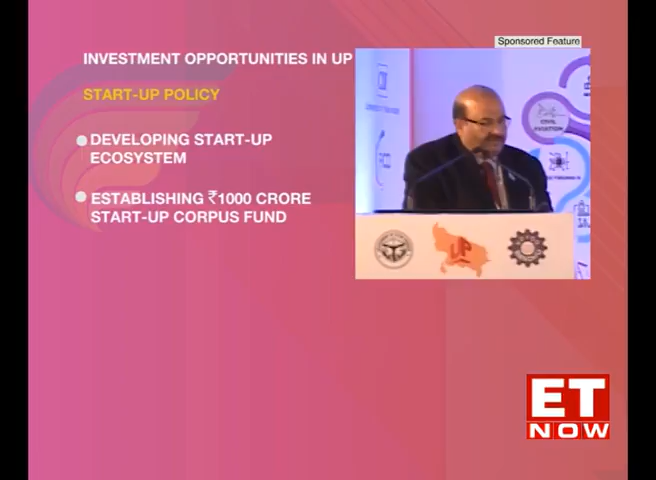 Sponsored Feature
INVESTMENT OPPORTUNITIES IN UP
START-UP POLICY
DEVELOPING START-UP
ECOSYSTEM
ESTABLISHING ₹1000 CRORE
START-UP CORPUS FUND
CIVIL
AVIATION
UP
ET
NOW